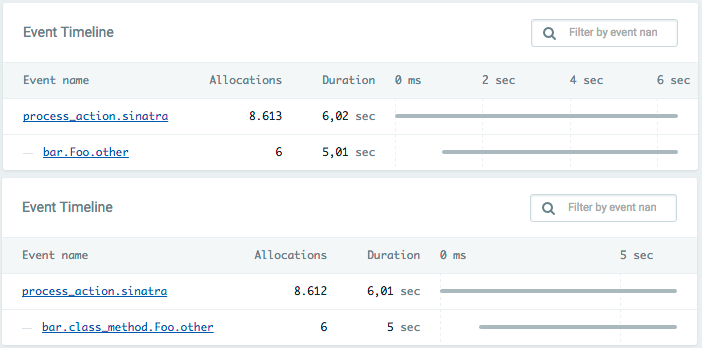 Event Timeline Filter by event nan
Event name Allocations Duration 0 ms 2 sec 4 sec 6 sec
process_action.sinatra 8.613 6,02 sec
— bar.Foo.other 6 5,01 sec
Event Timeline Filter by event nan
Event name Allocations Duration 0 ms 5 sec
process_action.sinatra 8.612 6,01 sec
— bar.class_method.Foo.other 6 5 sec